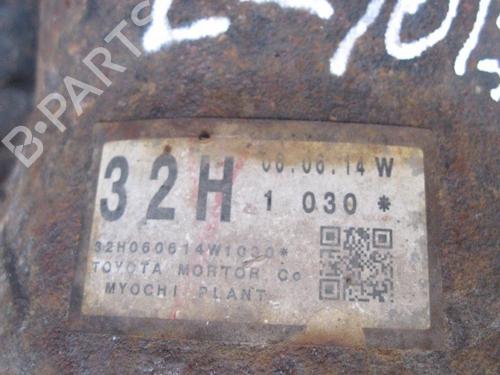 B-PARTS
32H 06.06.14 W
1 030 *
32H060614W1030*
TOYOTA MORTOR Co
MYOCHI PLANT